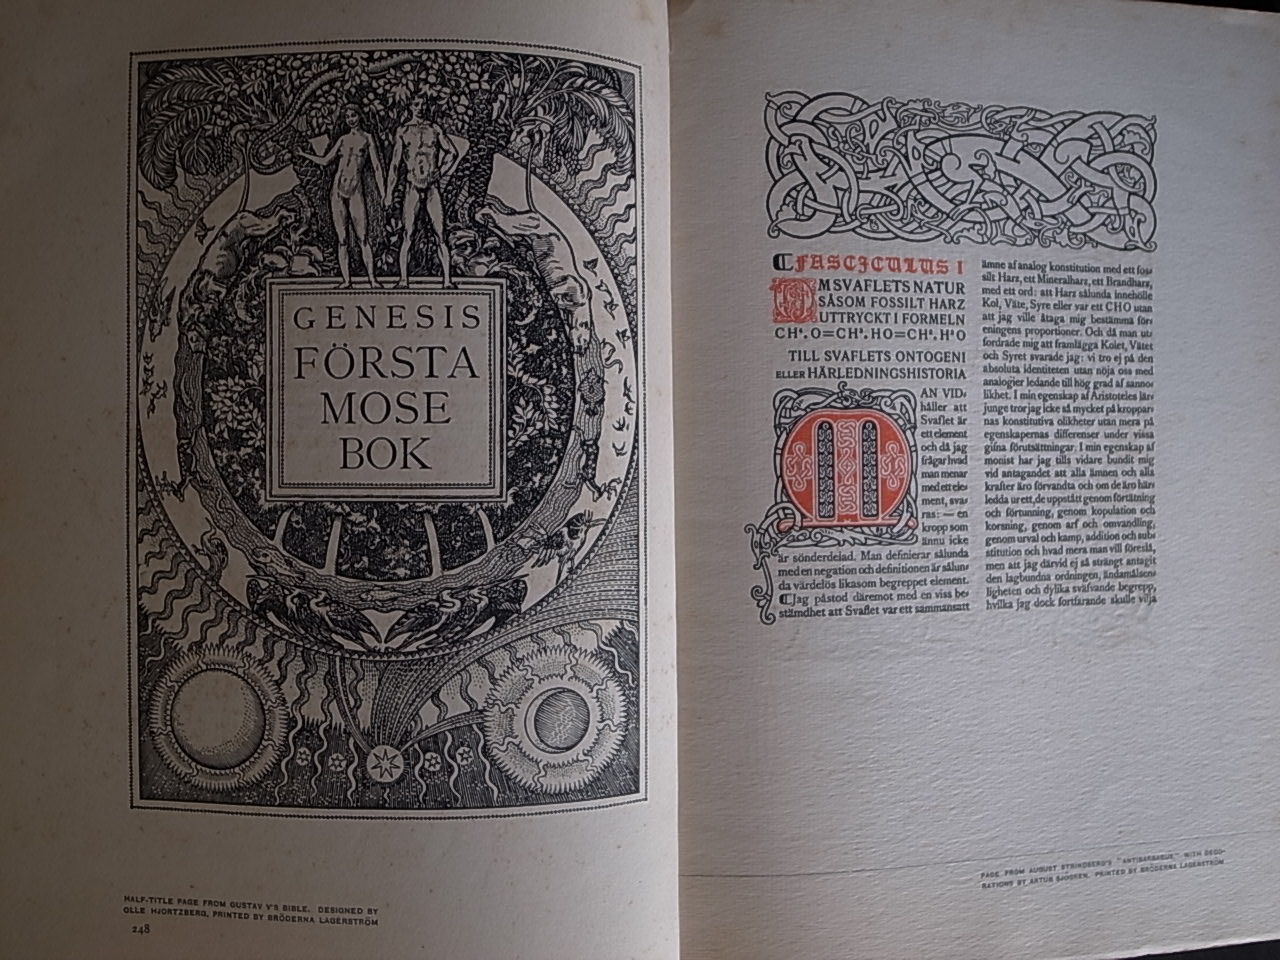 GENESIS
FÖRSTA
MOSE
BOK
HALF-TITLE PAGE FROM GUSTAV V'S BIBLE. DESIGNED BY
OLLE HJORTZBERG, PRINTED BY BRÖDERNA LAGERSTRÖM
248
FASCICULUS I
OM SVAFLETS NATUR
SÅSOM FOSSILT HARZ
UTTRYCKT I FORMELN
CH⁴. O=CH². HO=CH². H²O
TILL SVAFLETS ONTOGENI
ELLER HÄRLEDNINGSHISTORIA
MAN VID-
håller att
Svaflet är
ett element
och då jag
frågar hvad
man menar
med ett ele-
ment, sva-
ras: — en
kropp som
ännu icke
är sönderdelad. Man definierar sålunda
med en negation och definitionen är sålun-
da värdelös likasom begreppet element.
Jag påstod däremot med en viss be-
stämdhet att Svaflet var ett sammansatt
ämne af analog konstitution med ett fos-
silt Harz, ett Mineralharz, ett Brandharz,
med ett ord; att Harz sålunda innehölle
Kol, Väte, Syre eller var ett CHO utan
att jag ville åtaga mig bestämma för-
eningens proportioner. Och då man ut-
fordrade mig att framlägga Kolet, Vätet
och Syret svarade jag: vi tro ej på den
absoluta identiteten utan nöja oss med
analogier ledande till hög grad af sanno-
likhet. I min egenskap af Aristoteles lär-
junge tror jag icke så mycket på kroppar-
nas konstitutiva olikheter utan mera på
egenskapernas differenser under vissa
gifna förutsättningar. I min egenskap af
monist har jag tills vidare bundit mig
vid antagandet att alla ämnen och alla
krafter äro förvandta och om de äro här-
ledda ur ett, de uppstått genom förtätning
och förtunning, genom kopulation och
korsning, genom arf och omvandling,
genom urval och kamp, addition och sub-
stitution och hvad mera man vill föreslå,
men att jag därvid ej så strängt antagit
den lagbundna ordningen, ändamålsen-
ligheten och dylika sväfvande begrepp,
hvilka jag dock fortfarande skulle vilja
PAGE FROM AUGUST STRINDBERG'S "ANTIBARBARUS," WITH DECO-
RATIONS BY ARTUR SJÖGREN. PRINTED BY BRÖDERNA LAGERSTRÖM